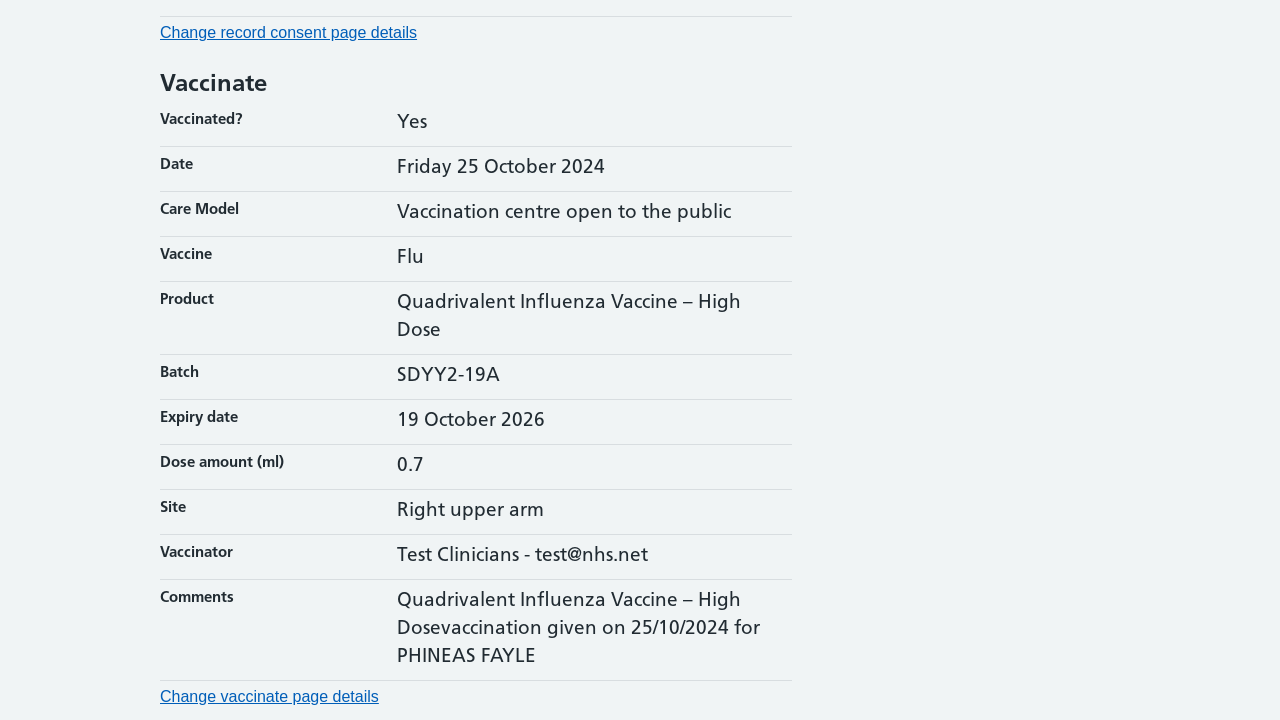 Change record consent page details
Vaccinate
Vaccinated? Yes
Date Friday 25 October 2024
Care Model Vaccination centre open to the public
Vaccine Flu
Product Quadrivalent Influenza Vaccine – High
Dose
Batch SDYY2-19A
Expiry date 19 October 2026
Dose amount (ml) 0.7
Site Right upper arm
Vaccinator Test Clinicians - test@nhs.net
Comments Quadrivalent Influenza Vaccine – High
Dosevaccination given on 25/10/2024 for
PHINEAS FAYLE
Change vaccinate page details